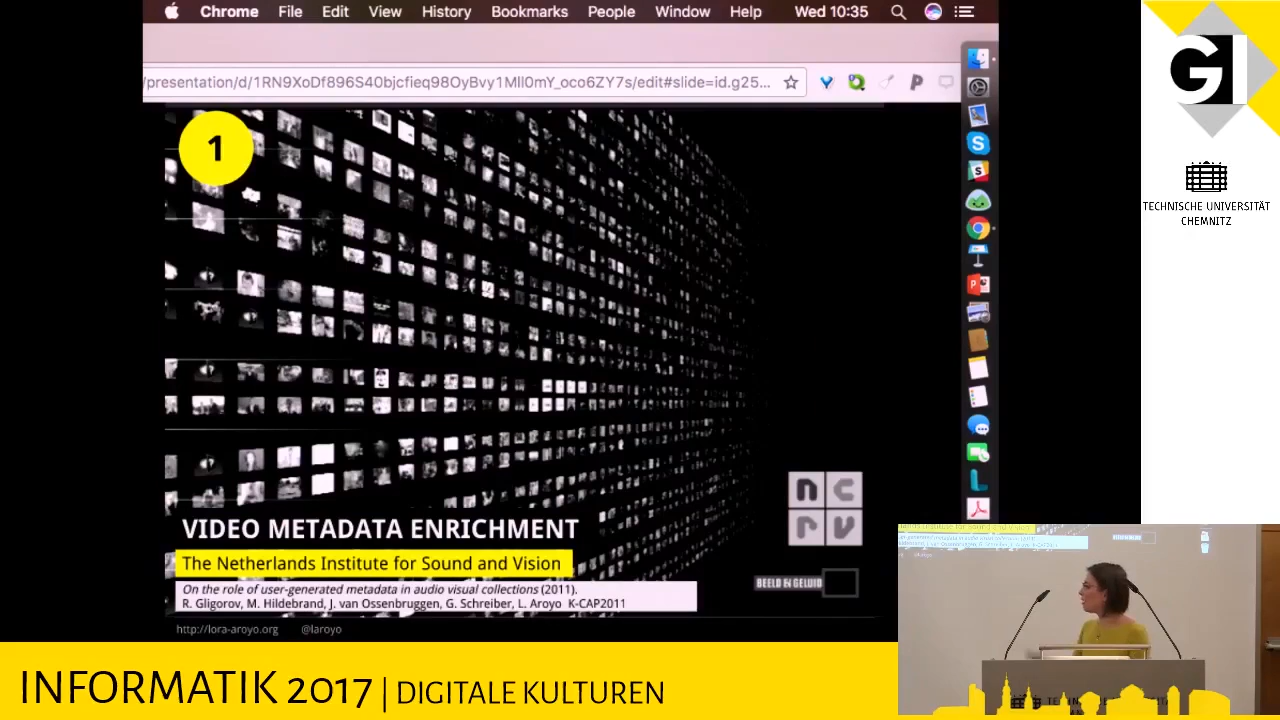 Chrome File Edit View History Bookmarks People Window Help Wed 10:35
/presentation/d/1RN9XoDf896S40bjcfieq98OyBvy1Mll0mY_oco6ZY7s/edit#slide=id.g25...
1
GI
TECHNISCHE UNIVERSITÄT
CHEMNITZ
n c
r v
VIDEO METADATA ENRICHMENT
The Netherlands Institute for Sound and Vision
BEELD EN GELUID
On the role of user-generated metadata in audio visual collections (2011).
R. Gligorov, M. Hildebrand, J. van Ossenbruggen, G. Schreiber, L. Aroyo K-CAP2011
http://lora-aroyo.org @laroyo
INFORMATIK 2017 | DIGITALE KULTUREN